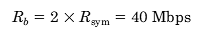 R_b = 2 × R_sym = 40 Mbps